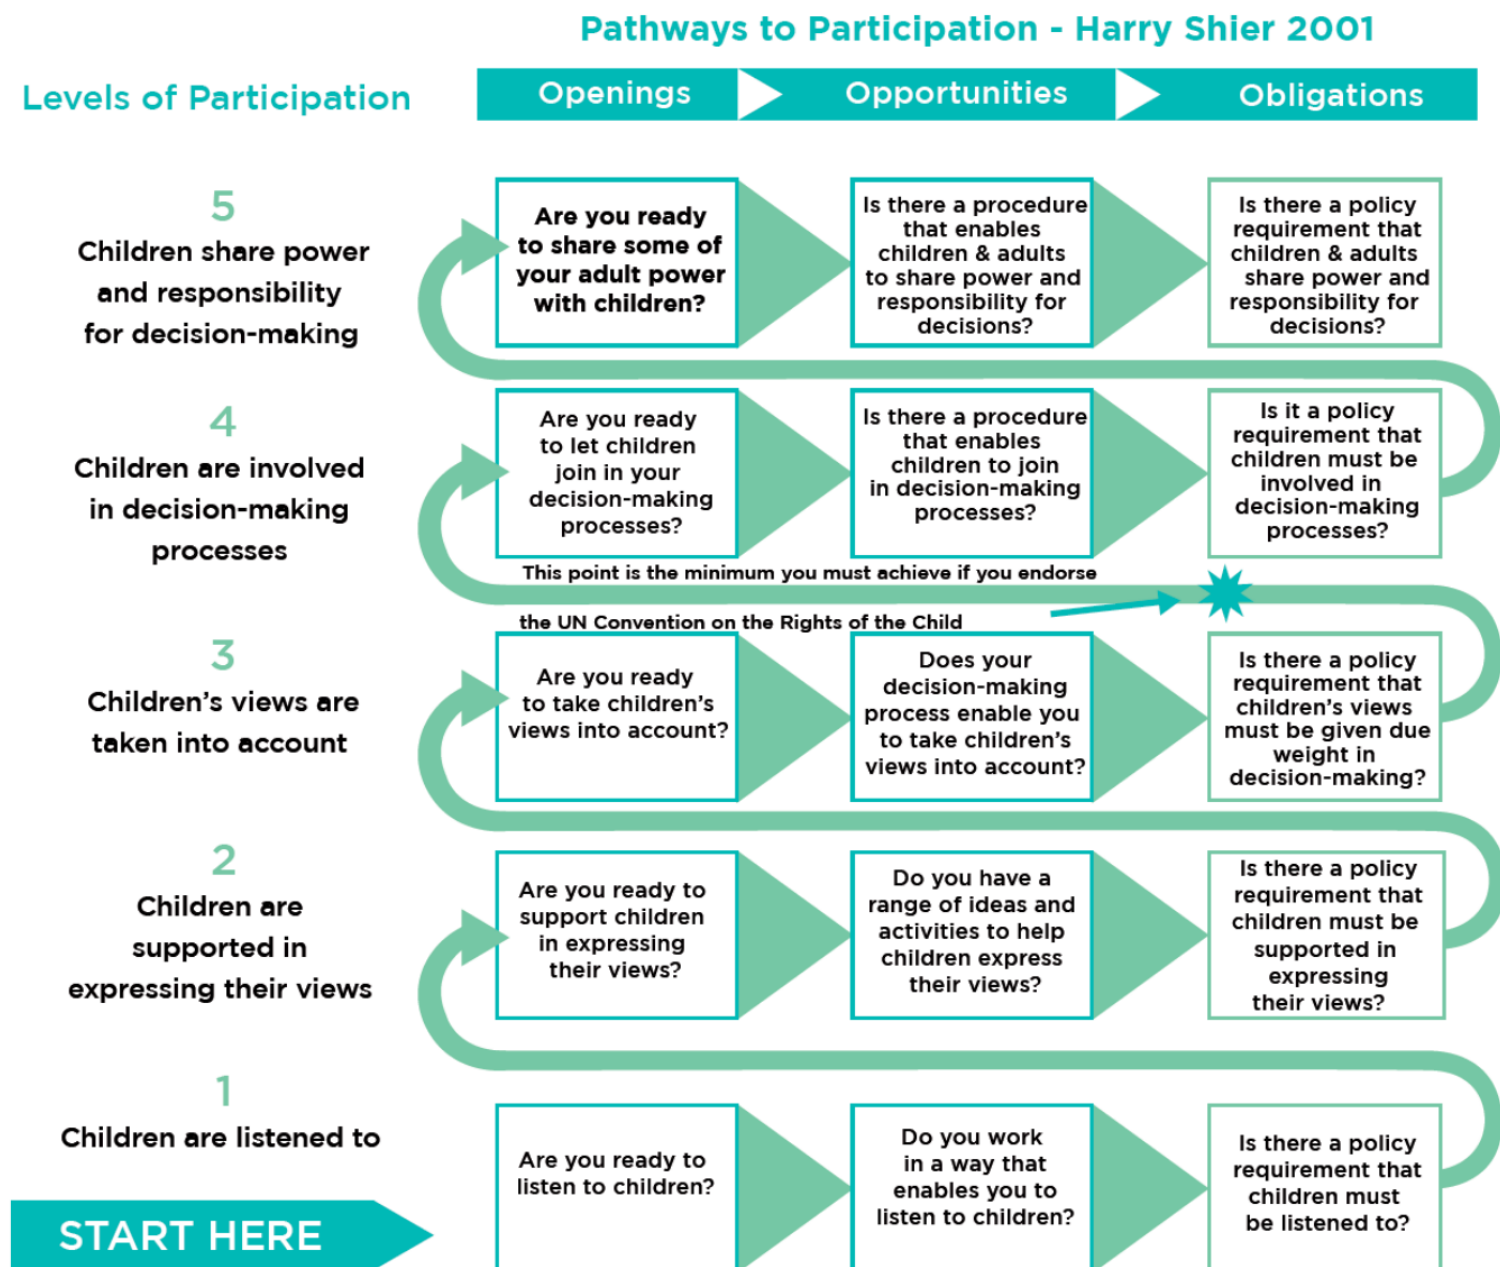 Pathways to Participation - Harry Shier 2001
Levels of Participation
Openings
Opportunities
Obligations
5
Children share power
and responsibility
for decision-making
Are you ready
to share some of
your adult power
with children?
Is there a procedure
that enables
children & adults
to share power and
responsibility for
decisions?
Is there a policy
requirement that
children & adults
share power and
responsibility for
decisions?
4
Children are involved
in decision-making
processes
Are you ready
to let children
join in your
decision-making
processes?
Is there a procedure
that enables
children to join
in decision-making
processes?
Is it a policy
requirement that
children must be
involved in
decision-making
processes?
This point is the minimum you must achieve if you endorse
the UN Convention on the Rights of the Child
3
Children's views are
taken into account
Are you ready
to take children's
views into account?
Does your
decision-making
process enable you
to take children's
views into account?
Is there a policy
requirement that
children's views
must be given due
weight in
decision-making?
2
Children are
supported in
expressing their views
Are you ready to
support children
in expressing
their views?
Do you have a
range of ideas and
activities to help
children express
their views?
Is there a policy
requirement that
children must be
supported in
expressing
their views?
1
Children are listened to
START HERE
Are you ready to
listen to children?
Do you work
in a way that
enables you to
listen to children?
Is there a policy
requirement that
children must
be listened to?